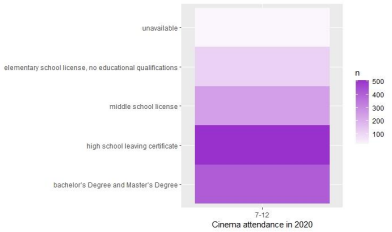 unavailable
elementary school license, no educational qualifications
middle school license
high school leaving certificate
bachelor's Degree and Master's Degree
7-12
Cinema attendance in 2020
n
500
400
300
200
100